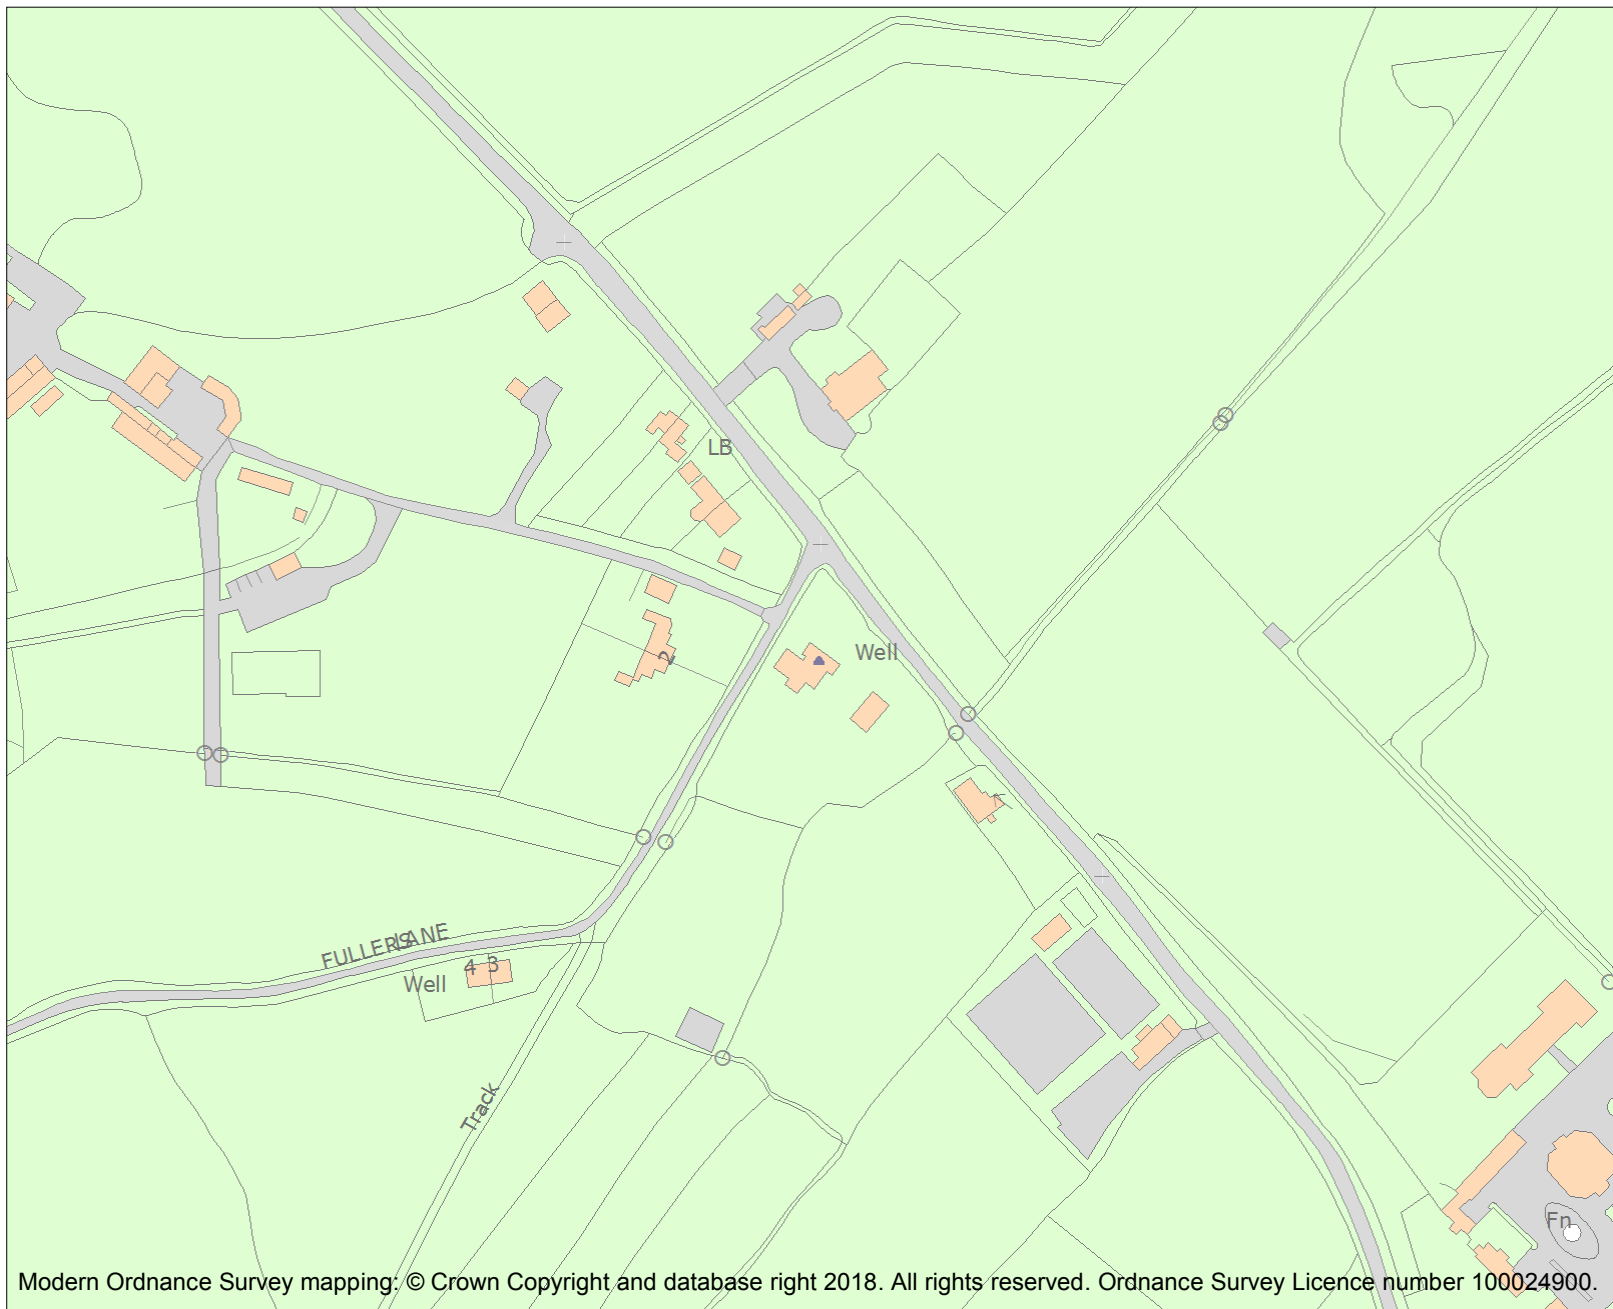 LB
Well
2
FULLERS LANE
4 3
Well
Track
Fn
Modern Ordnance Survey mapping: © Crown Copyright and database right 2018. All rights reserved. Ordnance Survey Licence number 100024900.